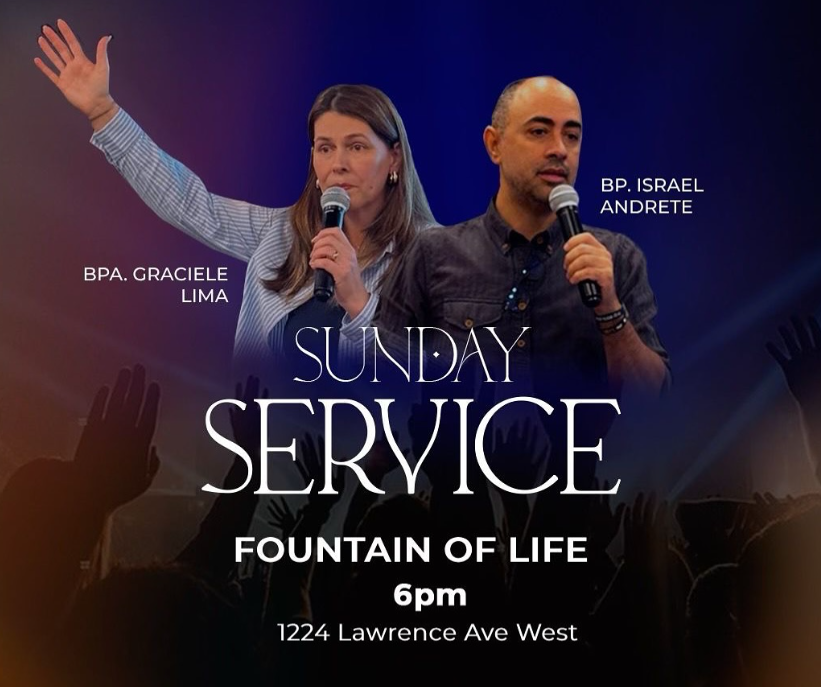 BPA. GRACIELE
LIMA
BP. ISRAEL
ANDRETE
SUNDAY
SERVICE
FOUNTAIN OF LIFE
6pm
1224 Lawrence Ave West